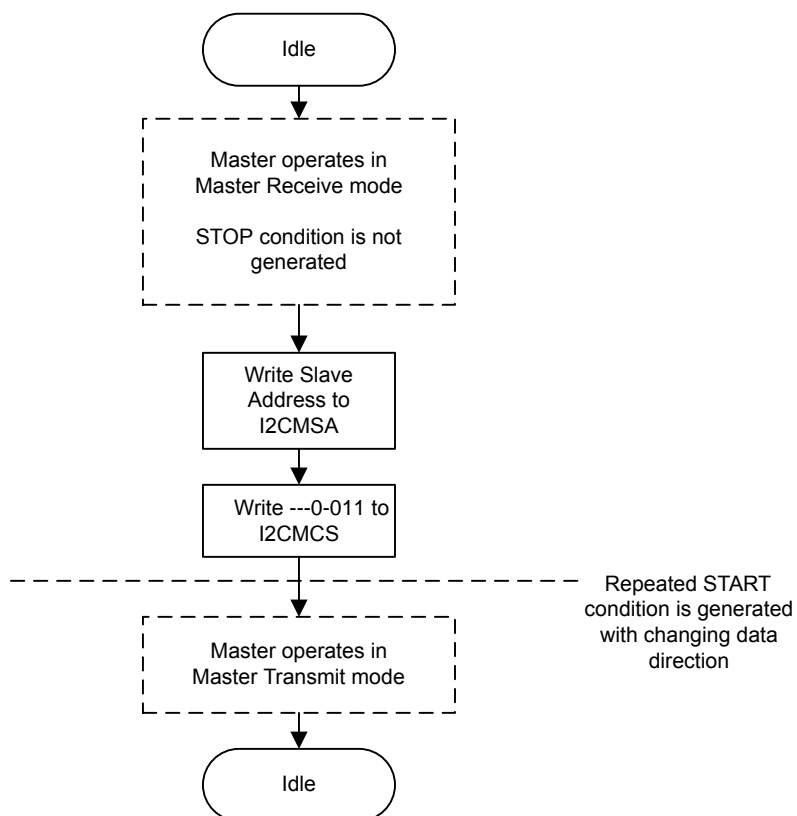 Idle
Master operates in
Master Receive mode
STOP condition is not
generated
Write Slave
Address to
I2CMSA
Write ---0-011 to
I2CMCS
Repeated START
condition is generated
with changing data
direction
Master operates in
Master Transmit mode
Idle